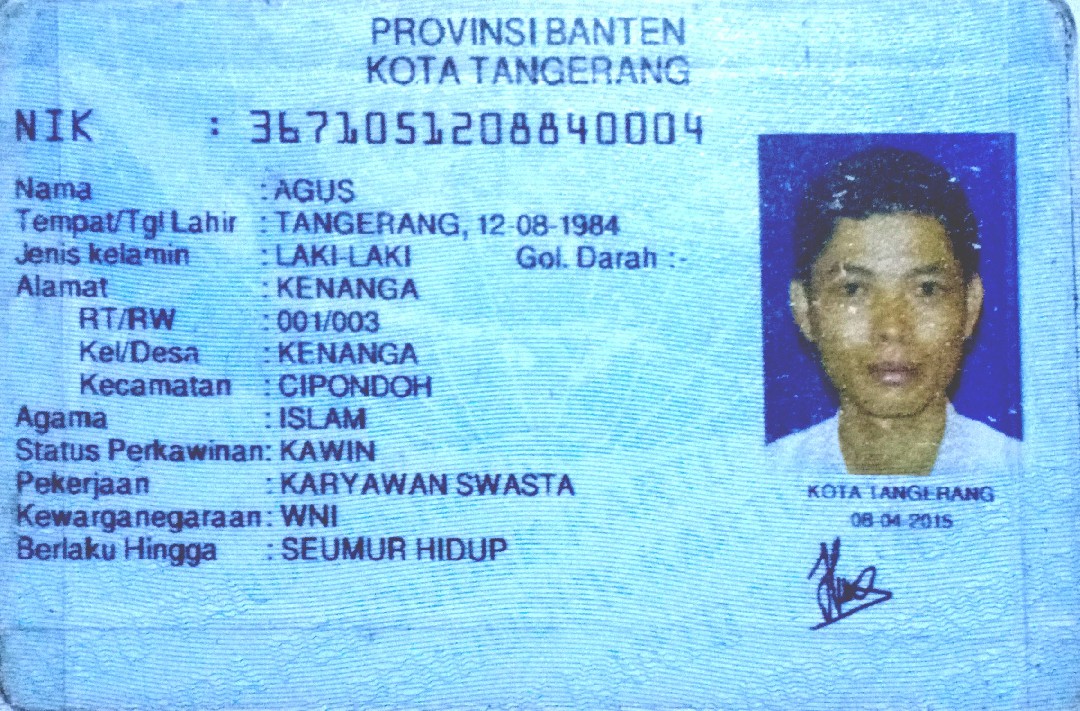 PROVINSI BANTEN
KOTA TANGERANG
NIK : 3671051208840004
Nama : AGUS
Tempat/Tgl Lahir : TANGERANG, 12-08-1984
Jenis kelamin : LAKI-LAKI Gol. Darah : -
Alamat : KENANGA
RT/RW : 001/003
Kel/Desa : KENANGA
Kecamatan : CIPONDOH
Agama : ISLAM
Status Perkawinan: KAWIN
Pekerjaan : KARYAWAN SWASTA
Kewarganegaraan: WNI
Berlaku Hingga : SEUMUR HIDUP
KOTA TANGERANG
08-04-2015